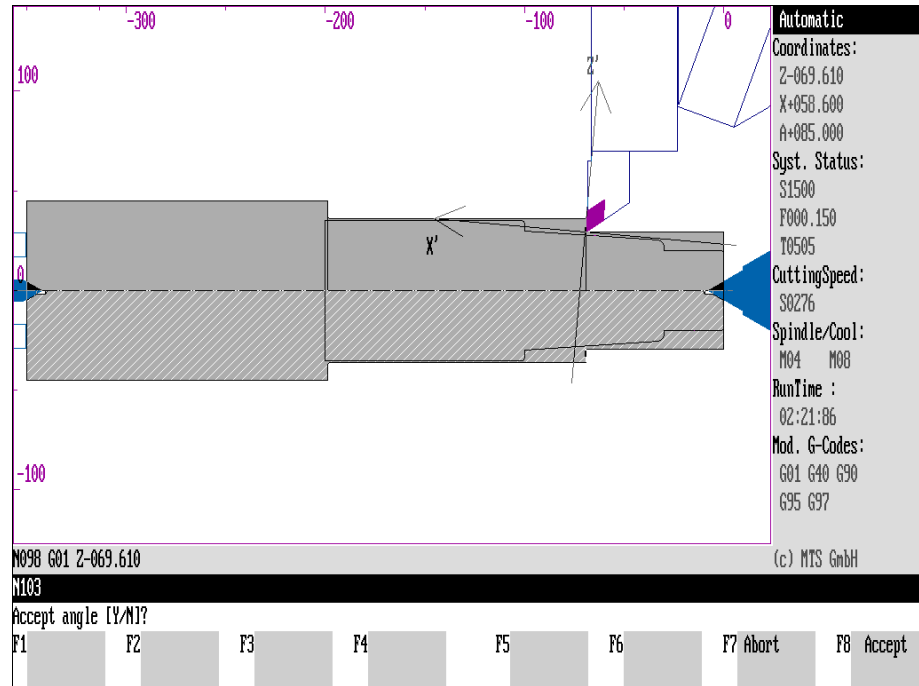 -300 -200 -100 0
100
0
-100
Z'
X'
Automatic
Coordinates:
Z-069.610
X+058.600
A+085.000
Syst. Status:
S1500
F000.150
T0505
CuttingSpeed:
S0276
Spindle/Cool:
M04 M08
RunTime :
02:21:86
Mod. G-Codes:
G01 G40 G90
G95 G97
N098 G01 Z-069.610
(c) MTS GmbH
N103
Accept angle [Y/N]?
F1 F2 F3 F4 F5 F6 F7 Abort F8 Accept